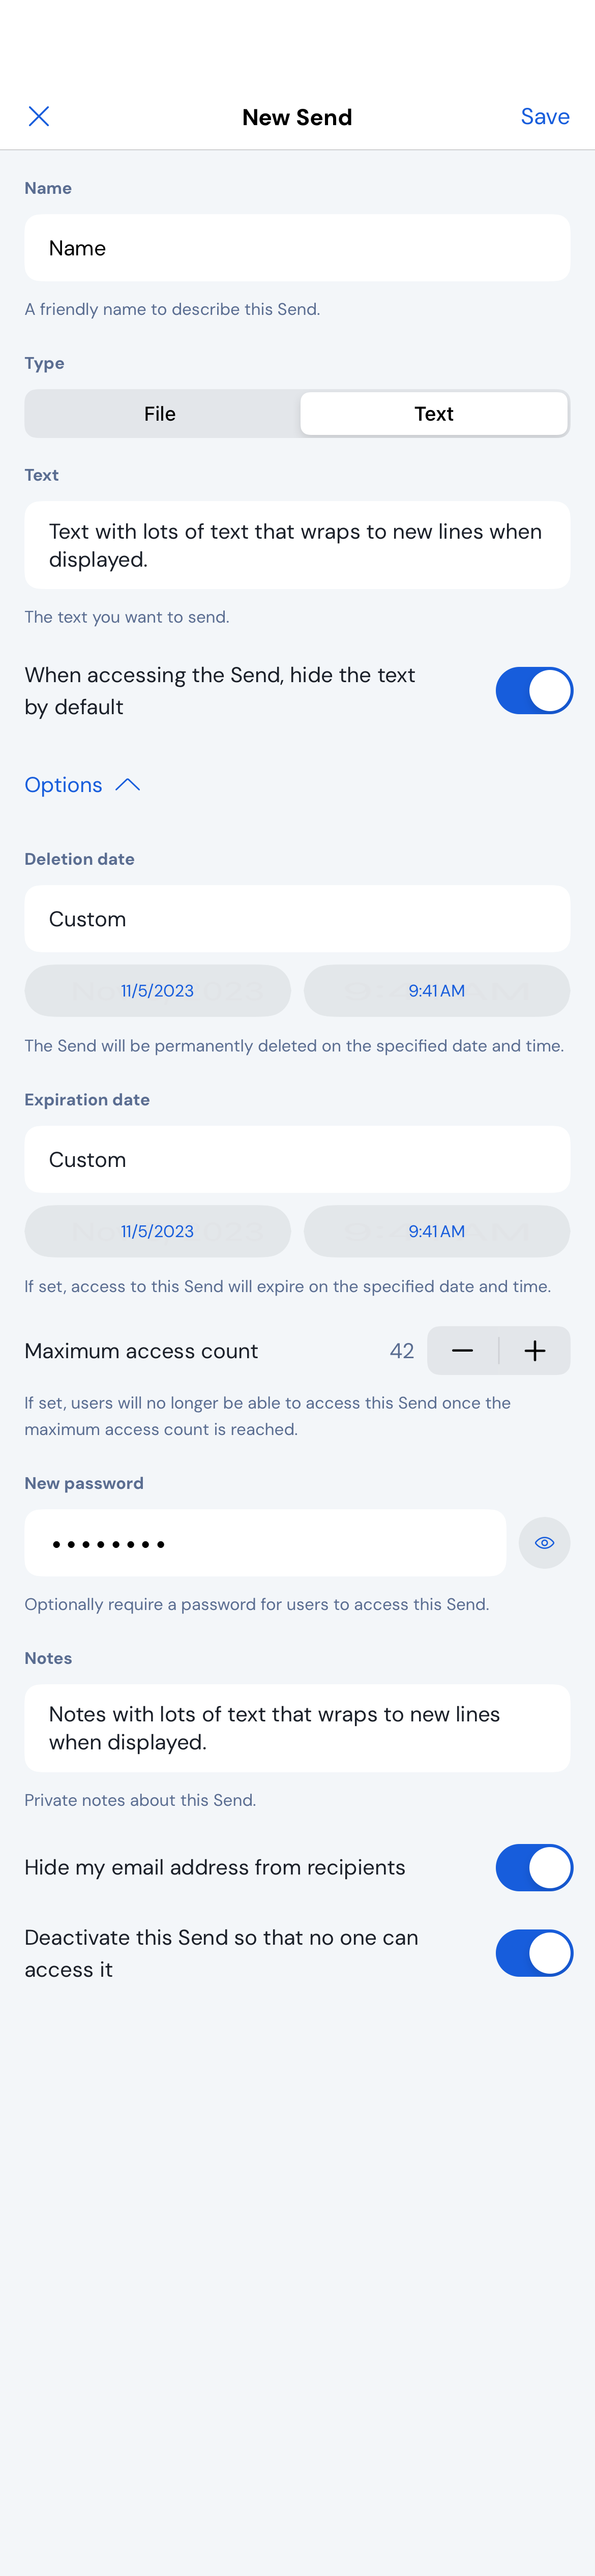 New Send
Save
Name
Name
A friendly name to describe this Send.
Type
File
Text
Text
Text with lots of text that wraps to new lines when
displayed.
The text you want to send.
When accessing the Send, hide the text
by default
Options
Deletion date
Custom
11/5/2023
9:41 AM
The Send will be permanently deleted on the specified date and time.
Expiration date
Custom
11/5/2023
9:41 AM
If set, access to this Send will expire on the specified date and time.
Maximum access count
42
If set, users will no longer be able to access this Send once the
maximum access count is reached.
New password
••••••••
Optionally require a password for users to access this Send.
Notes
Notes with lots of text that wraps to new lines
when displayed.
Private notes about this Send.
Hide my email address from recipients
Deactivate this Send so that no one can
access it